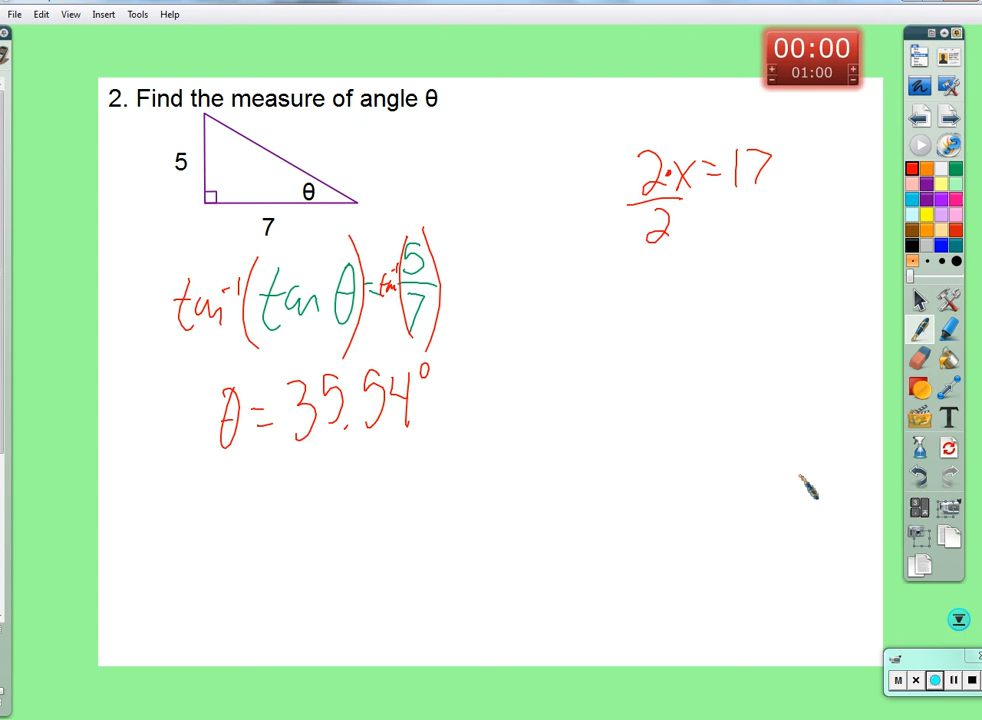 File Edit View Insert Tools Help
00:00
01:00
2. Find the measure of angle θ
5
θ
7
2·x=17
2
tan⁻¹(tan θ)=tan⁻¹(5/7)
θ = 35.54°
T
M